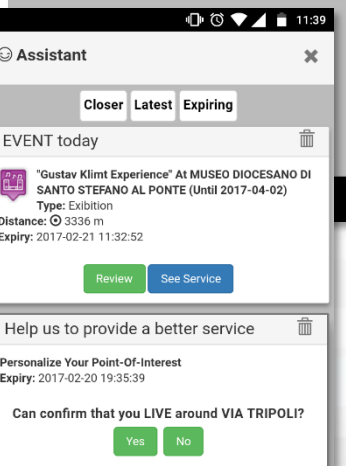 11:39
Assistant
Closer Latest Expiring
EVENT today
"Gustav Klimt Experience" At MUSEO DIOCESANO DI
SANTO STEFANO AL PONTE (Until 2017-04-02)
Type: Exibition
Distance: 3336 m
Expiry: 2017-02-21 11:32:52
Review See Service
Help us to provide a better service
Personalize Your Point-Of-Interest
Expiry: 2017-02-20 19:35:39
Can confirm that you LIVE around VIA TRIPOLI?
Yes No